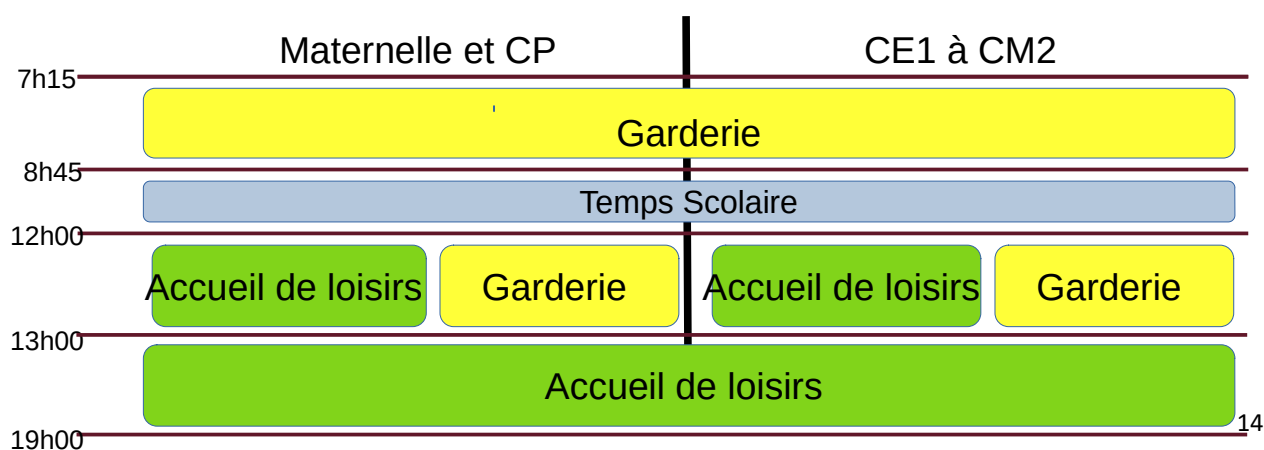 Maternelle et CP
CE1 à CM2
7h15
Garderie
8h45
Temps Scolaire
12h00
Accueil de loisirs
Garderie
Accueil de loisirs
Garderie
13h00
Accueil de loisirs
14
19h00